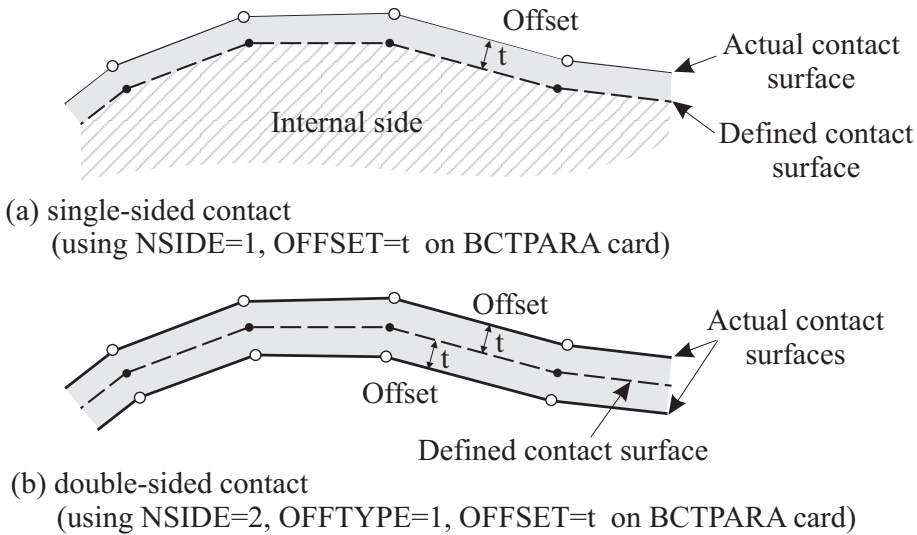 Offset
t
Actual contact
surface
Internal side
Defined contact
surface
(a) single-sided contact
(using NSIDE=1, OFFSET=t on BCTPARA card)
Offset
t
t
Offset
Actual contact
surfaces
Defined contact surface
(b) double-sided contact
(using NSIDE=2, OFFTYPE=1, OFFSET=t on BCTPARA card)